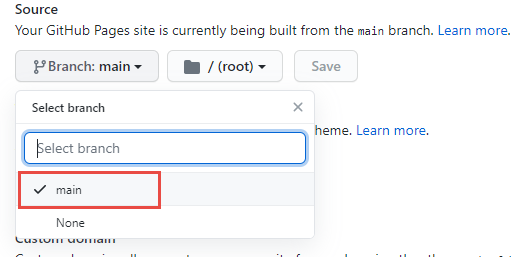 Source
Your GitHub Pages site is currently being built from the main branch. Learn more.
Branch: main
/ (root)
Save
Select branch
heme. Learn more.
Select branch
main
None
Custom domain